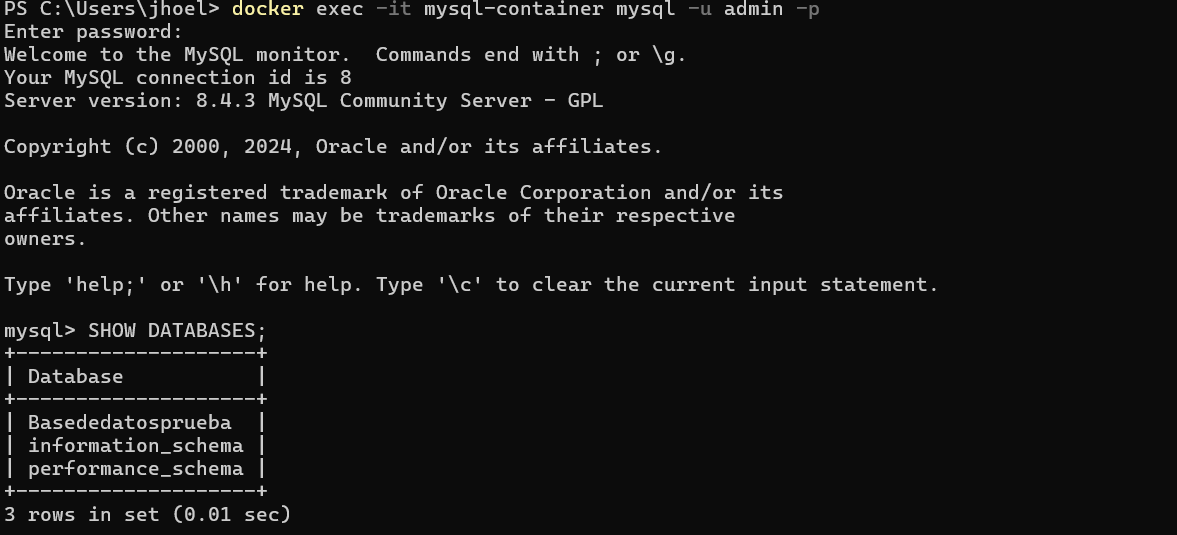 PS C:\Users\jhoel> docker exec -it mysql-container mysql -u admin -p
Enter password:
Welcome to the MySQL monitor.  Commands end with ; or \g.
Your MySQL connection id is 8
Server version: 8.4.3 MySQL Community Server - GPL
Copyright (c) 2000, 2024, Oracle and/or its affiliates.
Oracle is a registered trademark of Oracle Corporation and/or its
affiliates. Other names may be trademarks of their respective
owners.
Type 'help;' or '\h' for help. Type '\c' to clear the current input statement.
mysql> SHOW DATABASES;
+--------------------+
| Database           |
+--------------------+
| Basededatosprueba  |
| information_schema |
| performance_schema |
+--------------------+
3 rows in set (0.01 sec)